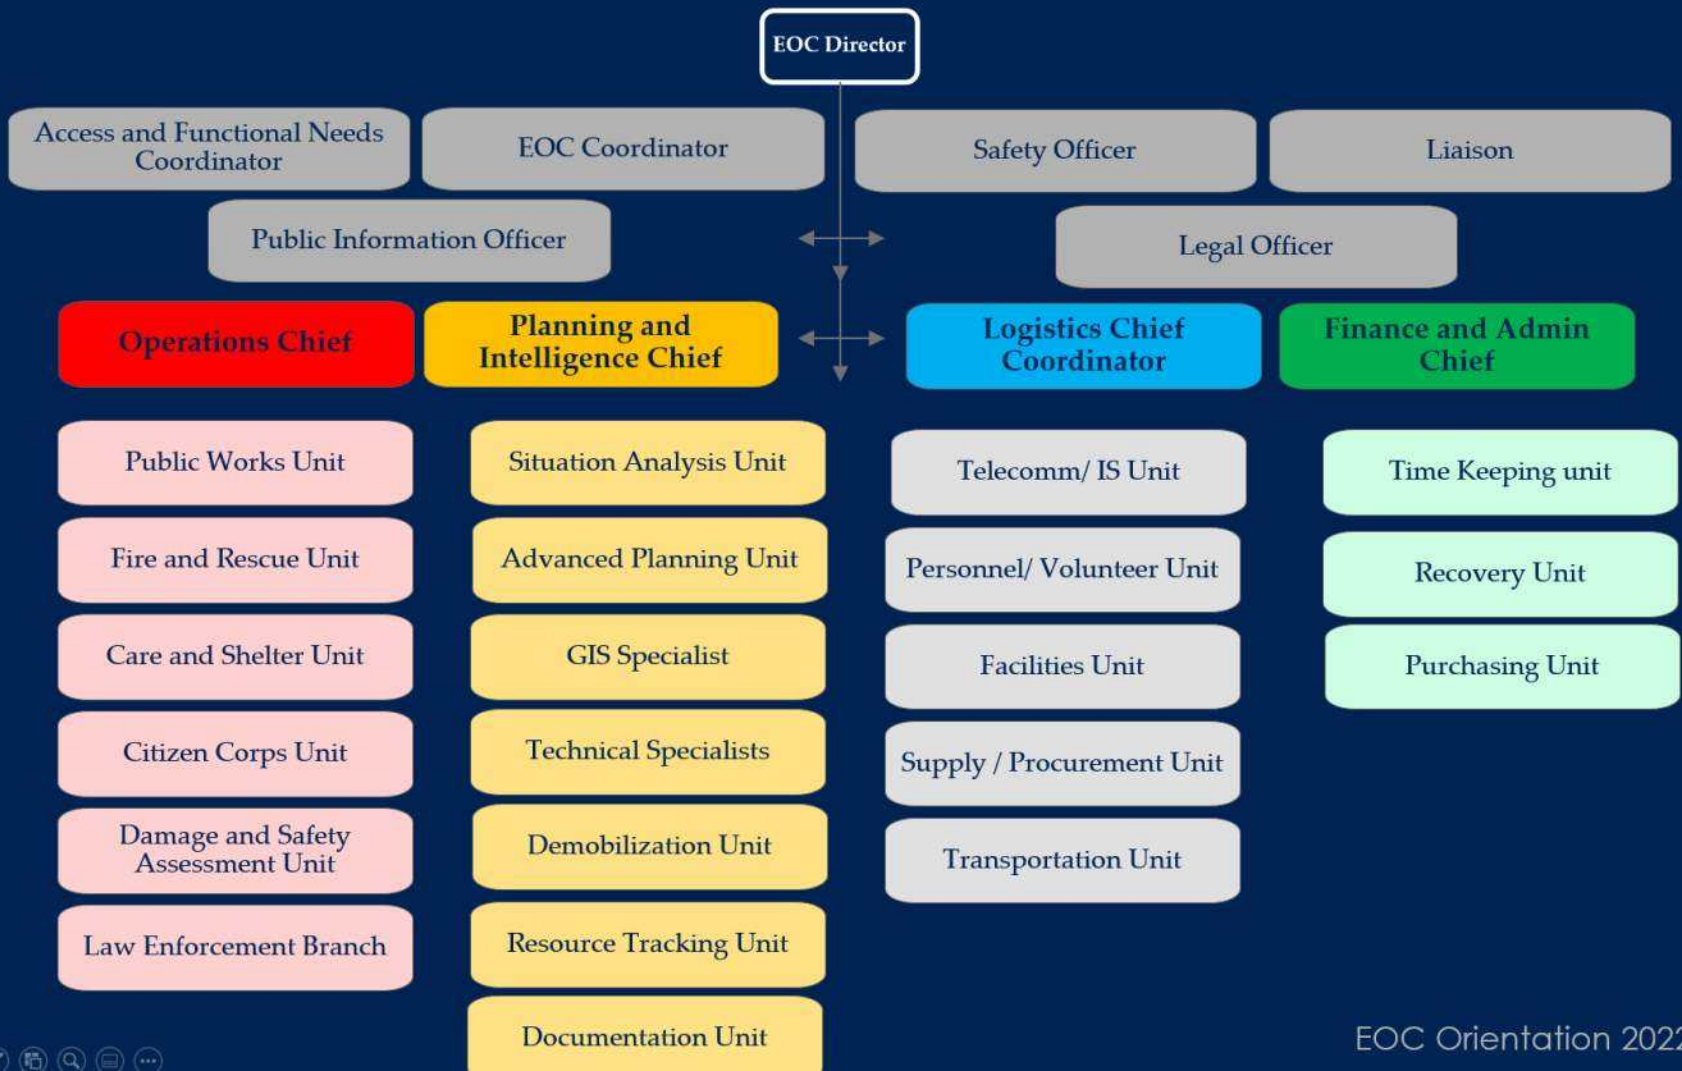 EOC Director
Access and Functional Needs
Coordinator
EOC Coordinator
Safety Officer
Liaison
Public Information Officer
Legal Officer
Operations Chief
Planning and
Intelligence Chief
Logistics Chief
Coordinator
Finance and Admin
Chief
Public Works Unit
Fire and Rescue Unit
Care and Shelter Unit
Citizen Corps Unit
Damage and Safety
Assessment Unit
Law Enforcement Branch
Situation Analysis Unit
Advanced Planning Unit
GIS Specialist
Technical Specialists
Demobilization Unit
Resource Tracking Unit
Documentation Unit
Telecomm/ IS Unit
Personnel/ Volunteer Unit
Facilities Unit
Supply / Procurement Unit
Transportation Unit
Time Keeping unit
Recovery Unit
Purchasing Unit
EOC Orientation 2022